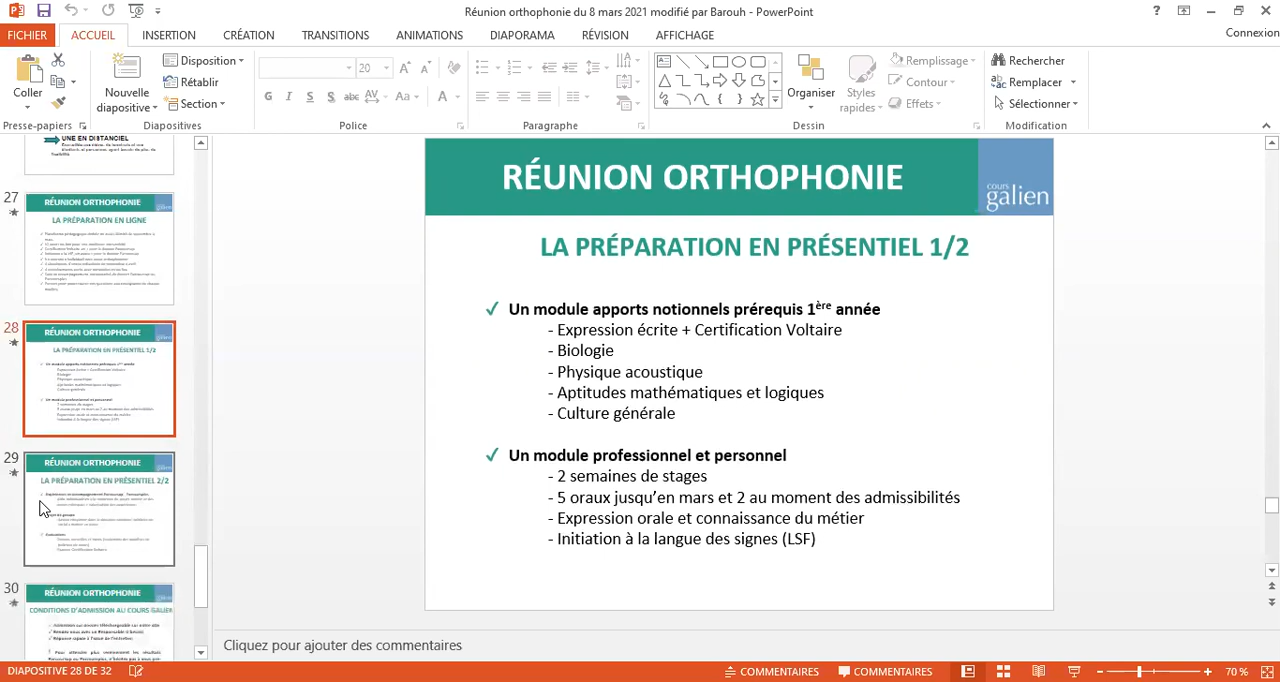 Réunion orthophonie du 8 mars 2021 modifié par Barouh - PowerPoint
FICHIER ACCUEIL INSERTION CRÉATION TRANSITIONS ANIMATIONS DIAPORAMA RÉVISION AFFICHAGE Connexion
Coller
Presse-papiers
Nouvelle diapositive
Disposition
Rétablir
Section
Diapositives
20
G I S S abc AV Aa A
Police
Paragraphe
Organiser
Styles rapides
Remplissage
Contour
Effets
Dessin
Rechercher
Remplacer
Sélectionner
Modification
UNE EN DISTANCIEL
27
RÉUNION ORTHOPHONIE
LA PRÉPARATION EN LIGNE
28
RÉUNION ORTHOPHONIE
LA PRÉPARATION EN PRÉSENTIEL 1/2
29
RÉUNION ORTHOPHONIE
LA PRÉPARATION EN PRÉSENTIEL 2/2
30
RÉUNION ORTHOPHONIE
CONDITIONS D'ADMISSION AU COURS GALIEN
RÉUNION ORTHOPHONIE
cours
galien
LA PRÉPARATION EN PRÉSENTIEL 1/2
✓ Un module apports notionnels prérequis 1ère année
- Expression écrite + Certification Voltaire
- Biologie
- Physique acoustique
- Aptitudes mathématiques et logiques
- Culture générale
✓ Un module professionnel et personnel
- 2 semaines de stages
- 5 oraux jusqu'en mars et 2 au moment des admissibilités
- Expression orale et connaissance du métier
- Initiation à la langue des signes (LSF)
Cliquez pour ajouter des commentaires
DIAPOSITIVE 28 DE 32 COMMENTAIRES COMMENTAIRES 70 %